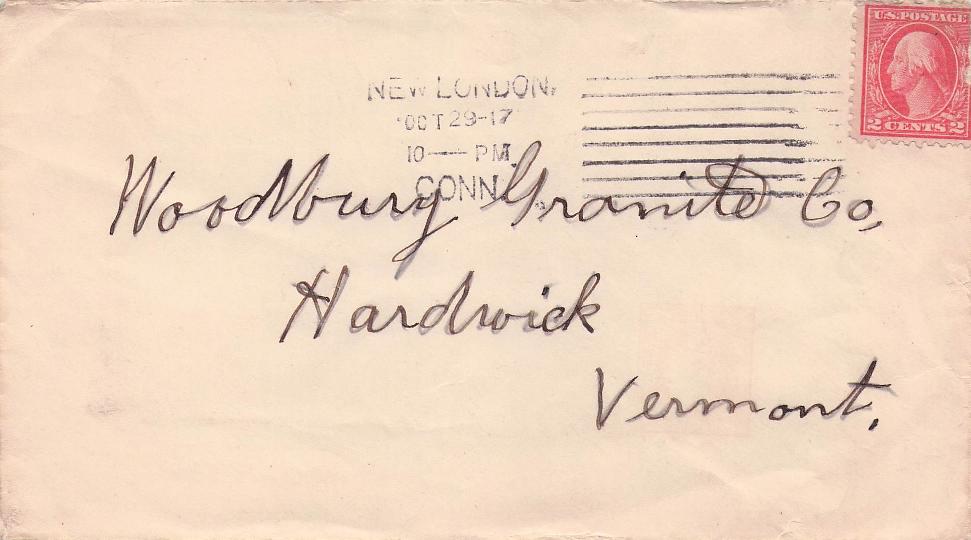 U.S. POSTAGE
2 CENTS 2
NEW LONDON,
OCT 29-17
10 — PM
CONN.
Woodbury Granite Co,
Hardwick
Vermont.